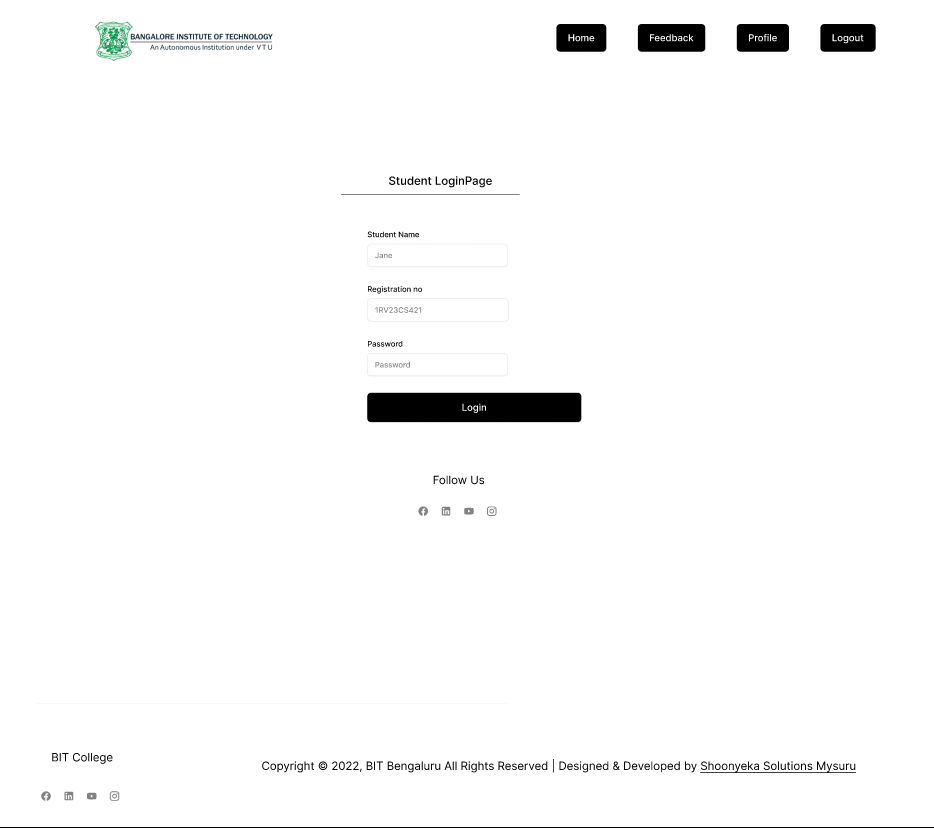 BANGALORE INSTITUTE OF TECHNOLOGY
An Autonomous Institution under VTU
Home
Feedback
Profile
Logout
Student LoginPage
Student Name
Jane
Registration no
1RV23CS421
Password
Password
Login
Follow Us
BIT College
Copyright © 2022, BIT Bengaluru All Rights Reserved | Designed & Developed by Shoonyeka Solutions Mysuru